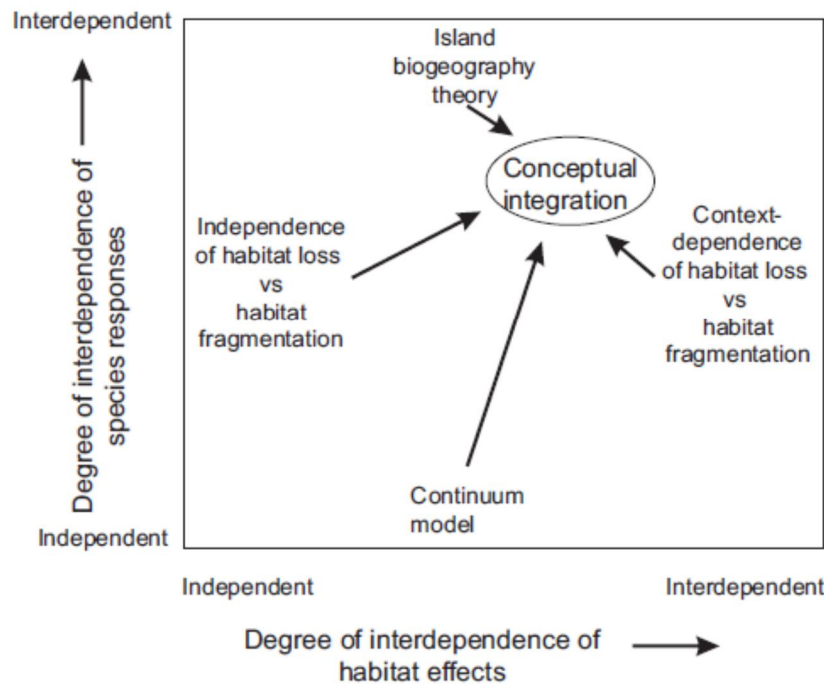 Interdependent
Degree of interdependence of
species responses
Independent
Island
biogeography
theory
Conceptual
integration
Independence
of habitat loss
vs
habitat
fragmentation
Context-
dependence
of habitat loss
vs
habitat
fragmentation
Continuum
model
Independent
Interdependent
Degree of interdependence of
habitat effects